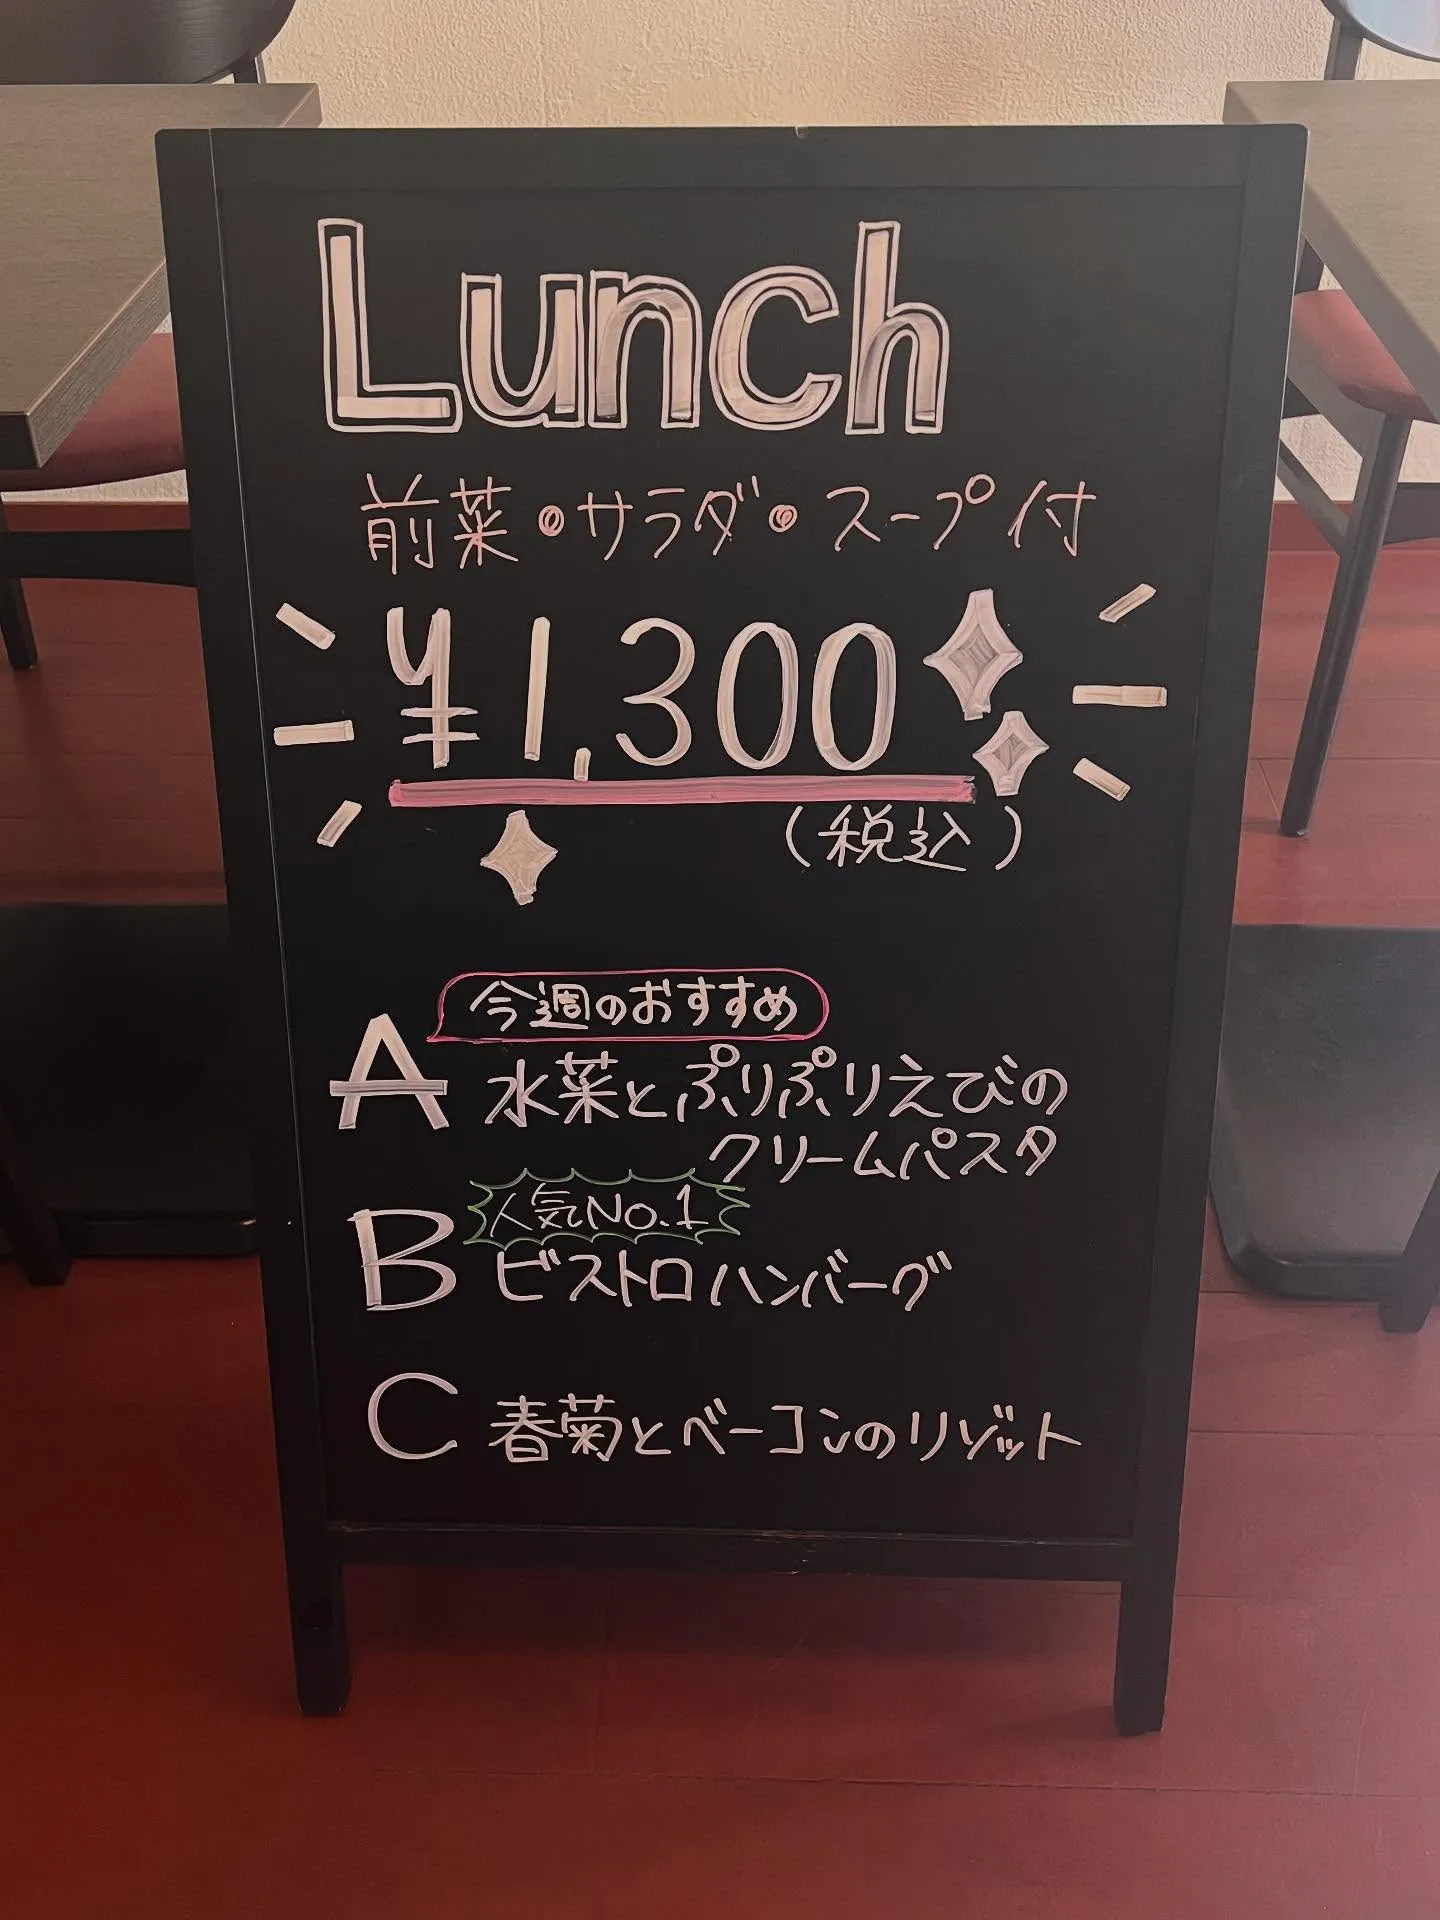 Lunch
前菜・サラダ・スープ付
¥1,300
(税込)
今週のおすすめ
A 水菜とぷりぷりえびの
クリームパスタ
人気No.1
B ビストロハンバーグ
C 春菊とベーコンのリゾット